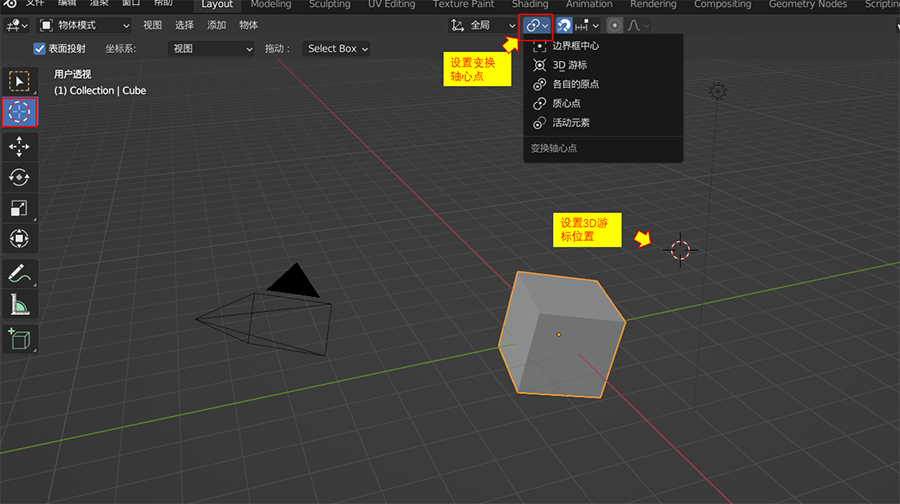 文件 编辑 渲染 窗口 帮助 Layout Modeling Sculpting UV Editing Texture Paint Shading Animation Rendering Compositing Geometry Nodes Scripting
物体模式 视图 选择 添加 物体 全局
表面投射 坐标系: 视图 拖动: Select Box
用户透视
(1) Collection | Cube
设置变换
轴心点
边界框中心
3D 游标
各自的原点
质心点
活动元素
变换轴心点
设置3D游
标位置